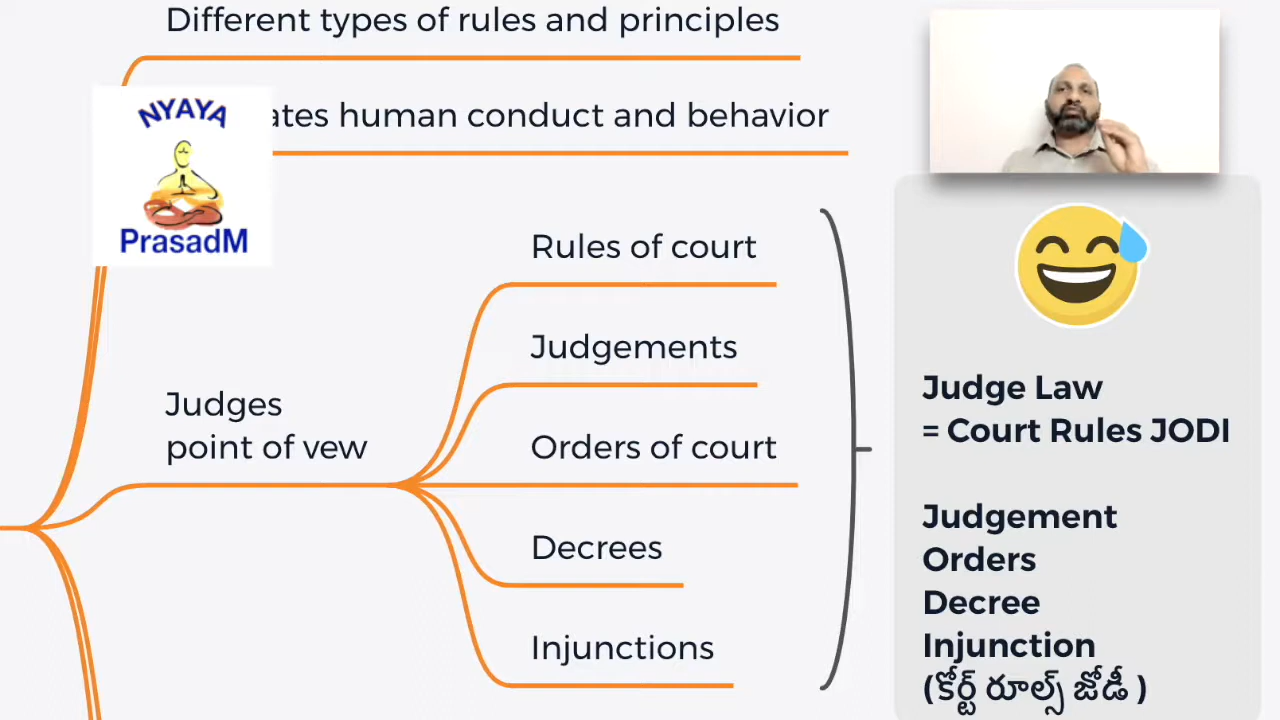 Different types of rules and principles
NYAYA
PrasadM
human conduct and behavior
Judges
point of vew
Rules of court
Judgements
Orders of court
Decrees
Injunctions
Judge Law
= Court Rules JODI
Judgement
Orders
Decree
Injunction
(కోర్ట్ రూల్స్ జోడీ )